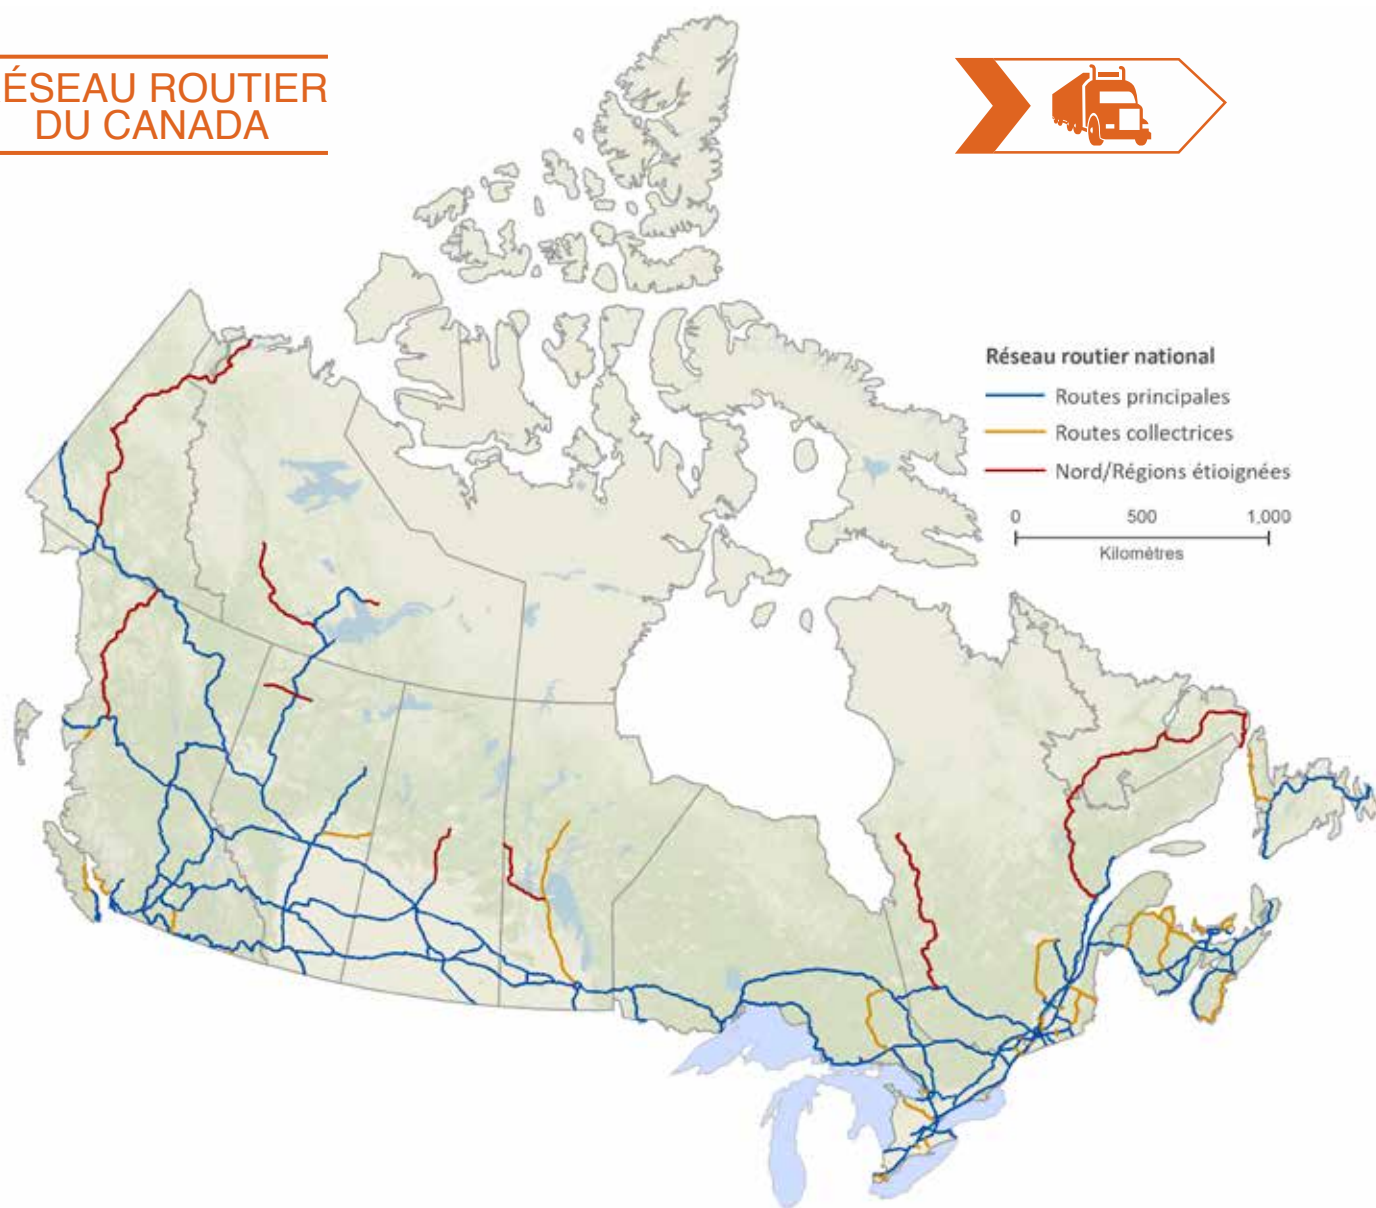 ÉSEAU ROUTIER
DU CANADA
Réseau routier national
Routes principales
Routes collectrices
Nord/Régions étioignées
0 500 1,000
Kilomètres